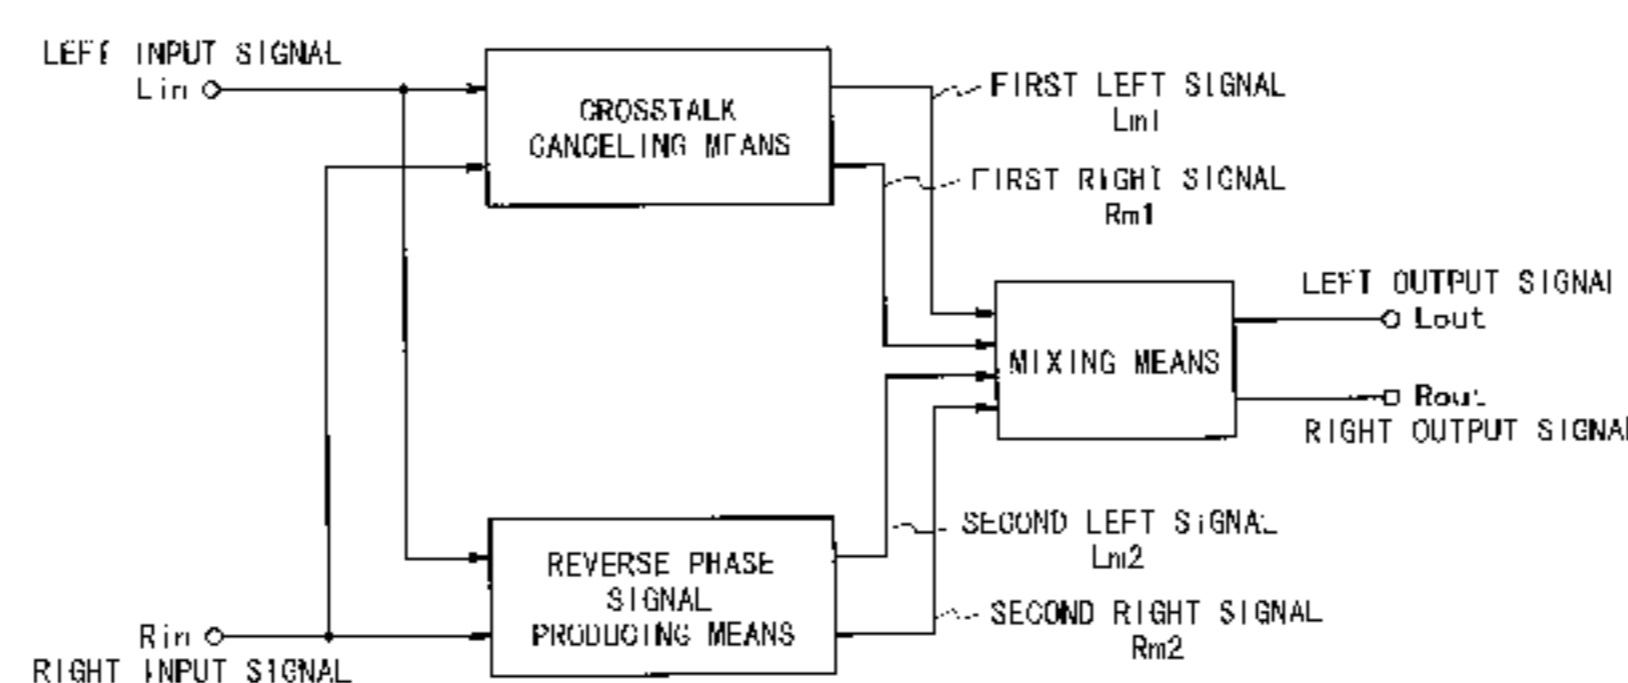 LEFT INPUT SIGNAL
Lin
CROSSTALK
CANCELING MEANS
FIRST LEFT SIGNAL
Lm1
FIRST RIGHT SIGNAL
Rm1
LEFT OUTPUT SIGNAL
Lout
MIXING MEANS
Rout
RIGHT OUTPUT SIGNAL
SECOND LEFT SIGNAL
Lm2
REVERSE PHASE
SIGNAL
PRODUCING MEANS
SECOND RIGHT SIGNAL
Rm2
Rin
RIGHT INPUT SIGNAL